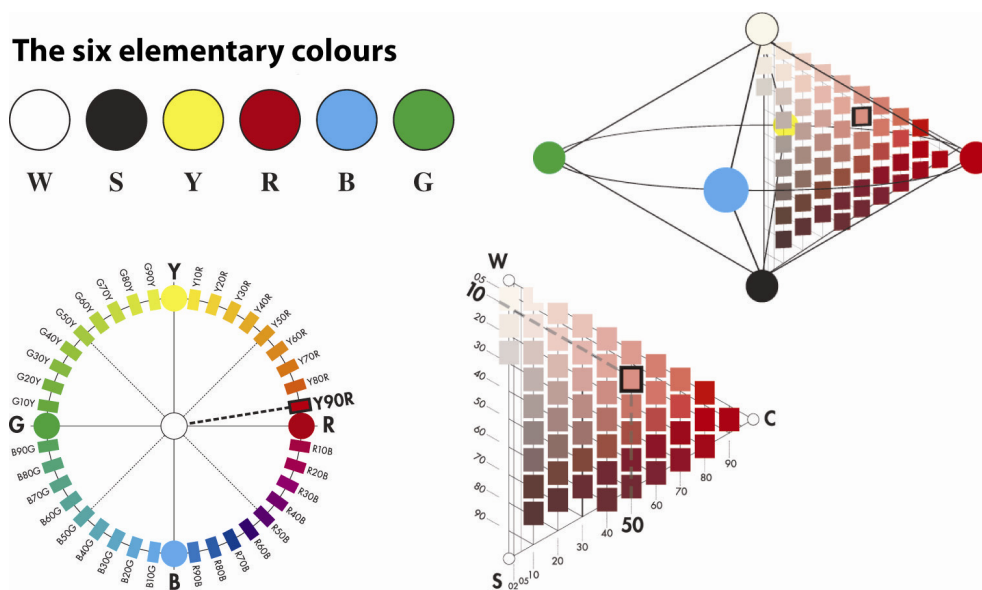 The six elementary colours
W S Y R B G
Y
G90Y
G80Y
G70Y
G60Y
G50Y
G40Y
G30Y
G20Y
G10Y
G
B90G
B80G
B70G
B60G
B50G
B40G
B30G
B20G
B10G
B
Y10R
Y20R
Y30R
Y40R
Y50R
Y60R
Y70R
Y80R
Y90R
R
R10B
R20B
R30B
R40B
R50B
R60B
R70B
R80B
R90B
W
05
10
20
30
40
50
60
70
80
90
S
02 05 10 20 30 40 50 60 70 80 90
C